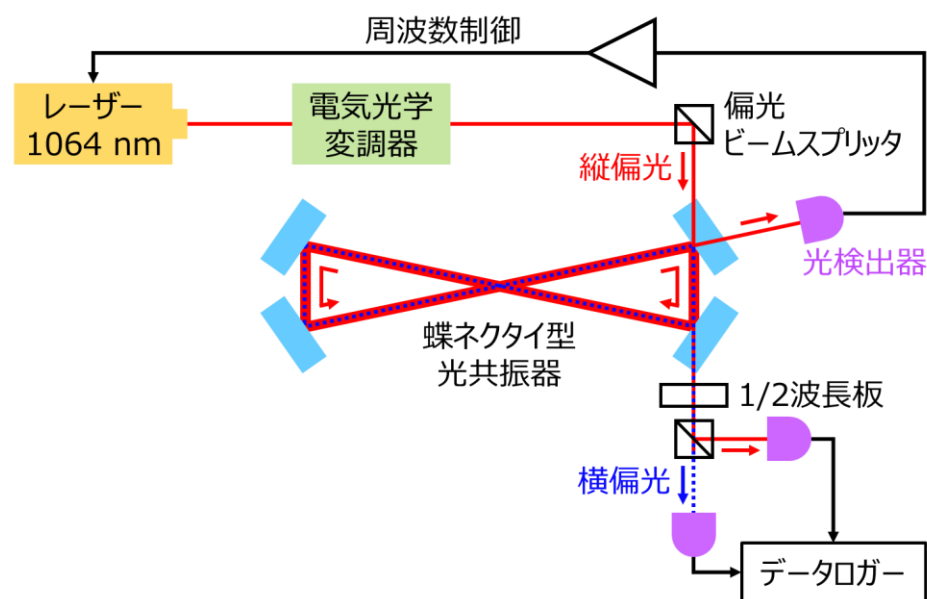 周波数制御
レーザー
1064 nm
電気光学
変調器
偏光
ビームスプリッタ
縦偏光
光検出器
蝶ネクタイ型
光共振器
1/2波長板
横偏光
データロガー